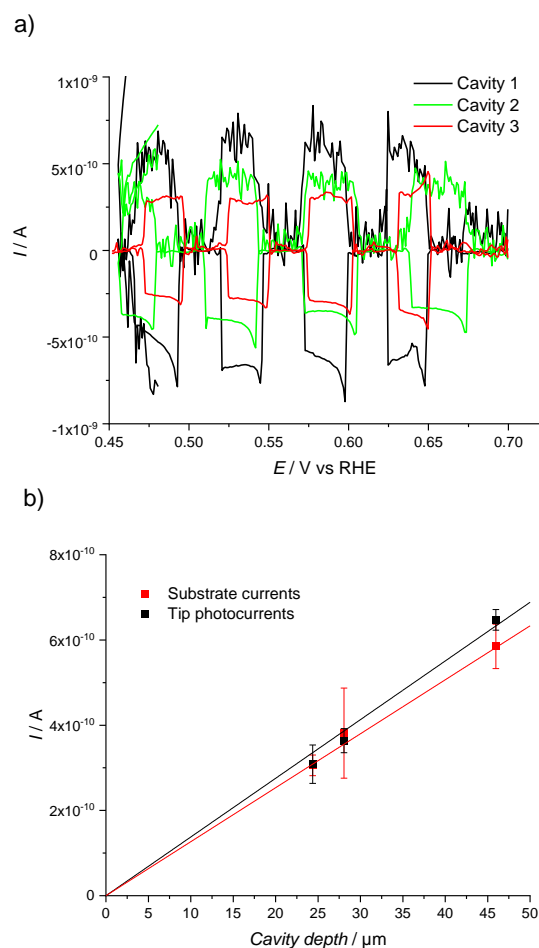 a)
1x10⁻⁹
5x10⁻¹⁰
0
-5x10⁻¹⁰
-1x10⁻⁹
I / A
Cavity 1
Cavity 2
Cavity 3
0.45 0.50 0.55 0.60 0.65 0.70
E / V vs RHE
b)
8x10⁻¹⁰
6x10⁻¹⁰
4x10⁻¹⁰
2x10⁻¹⁰
0
I / A
Substrate currents
Tip photocurrents
0 5 10 15 20 25 30 35 40 45 50
Cavity depth / µm